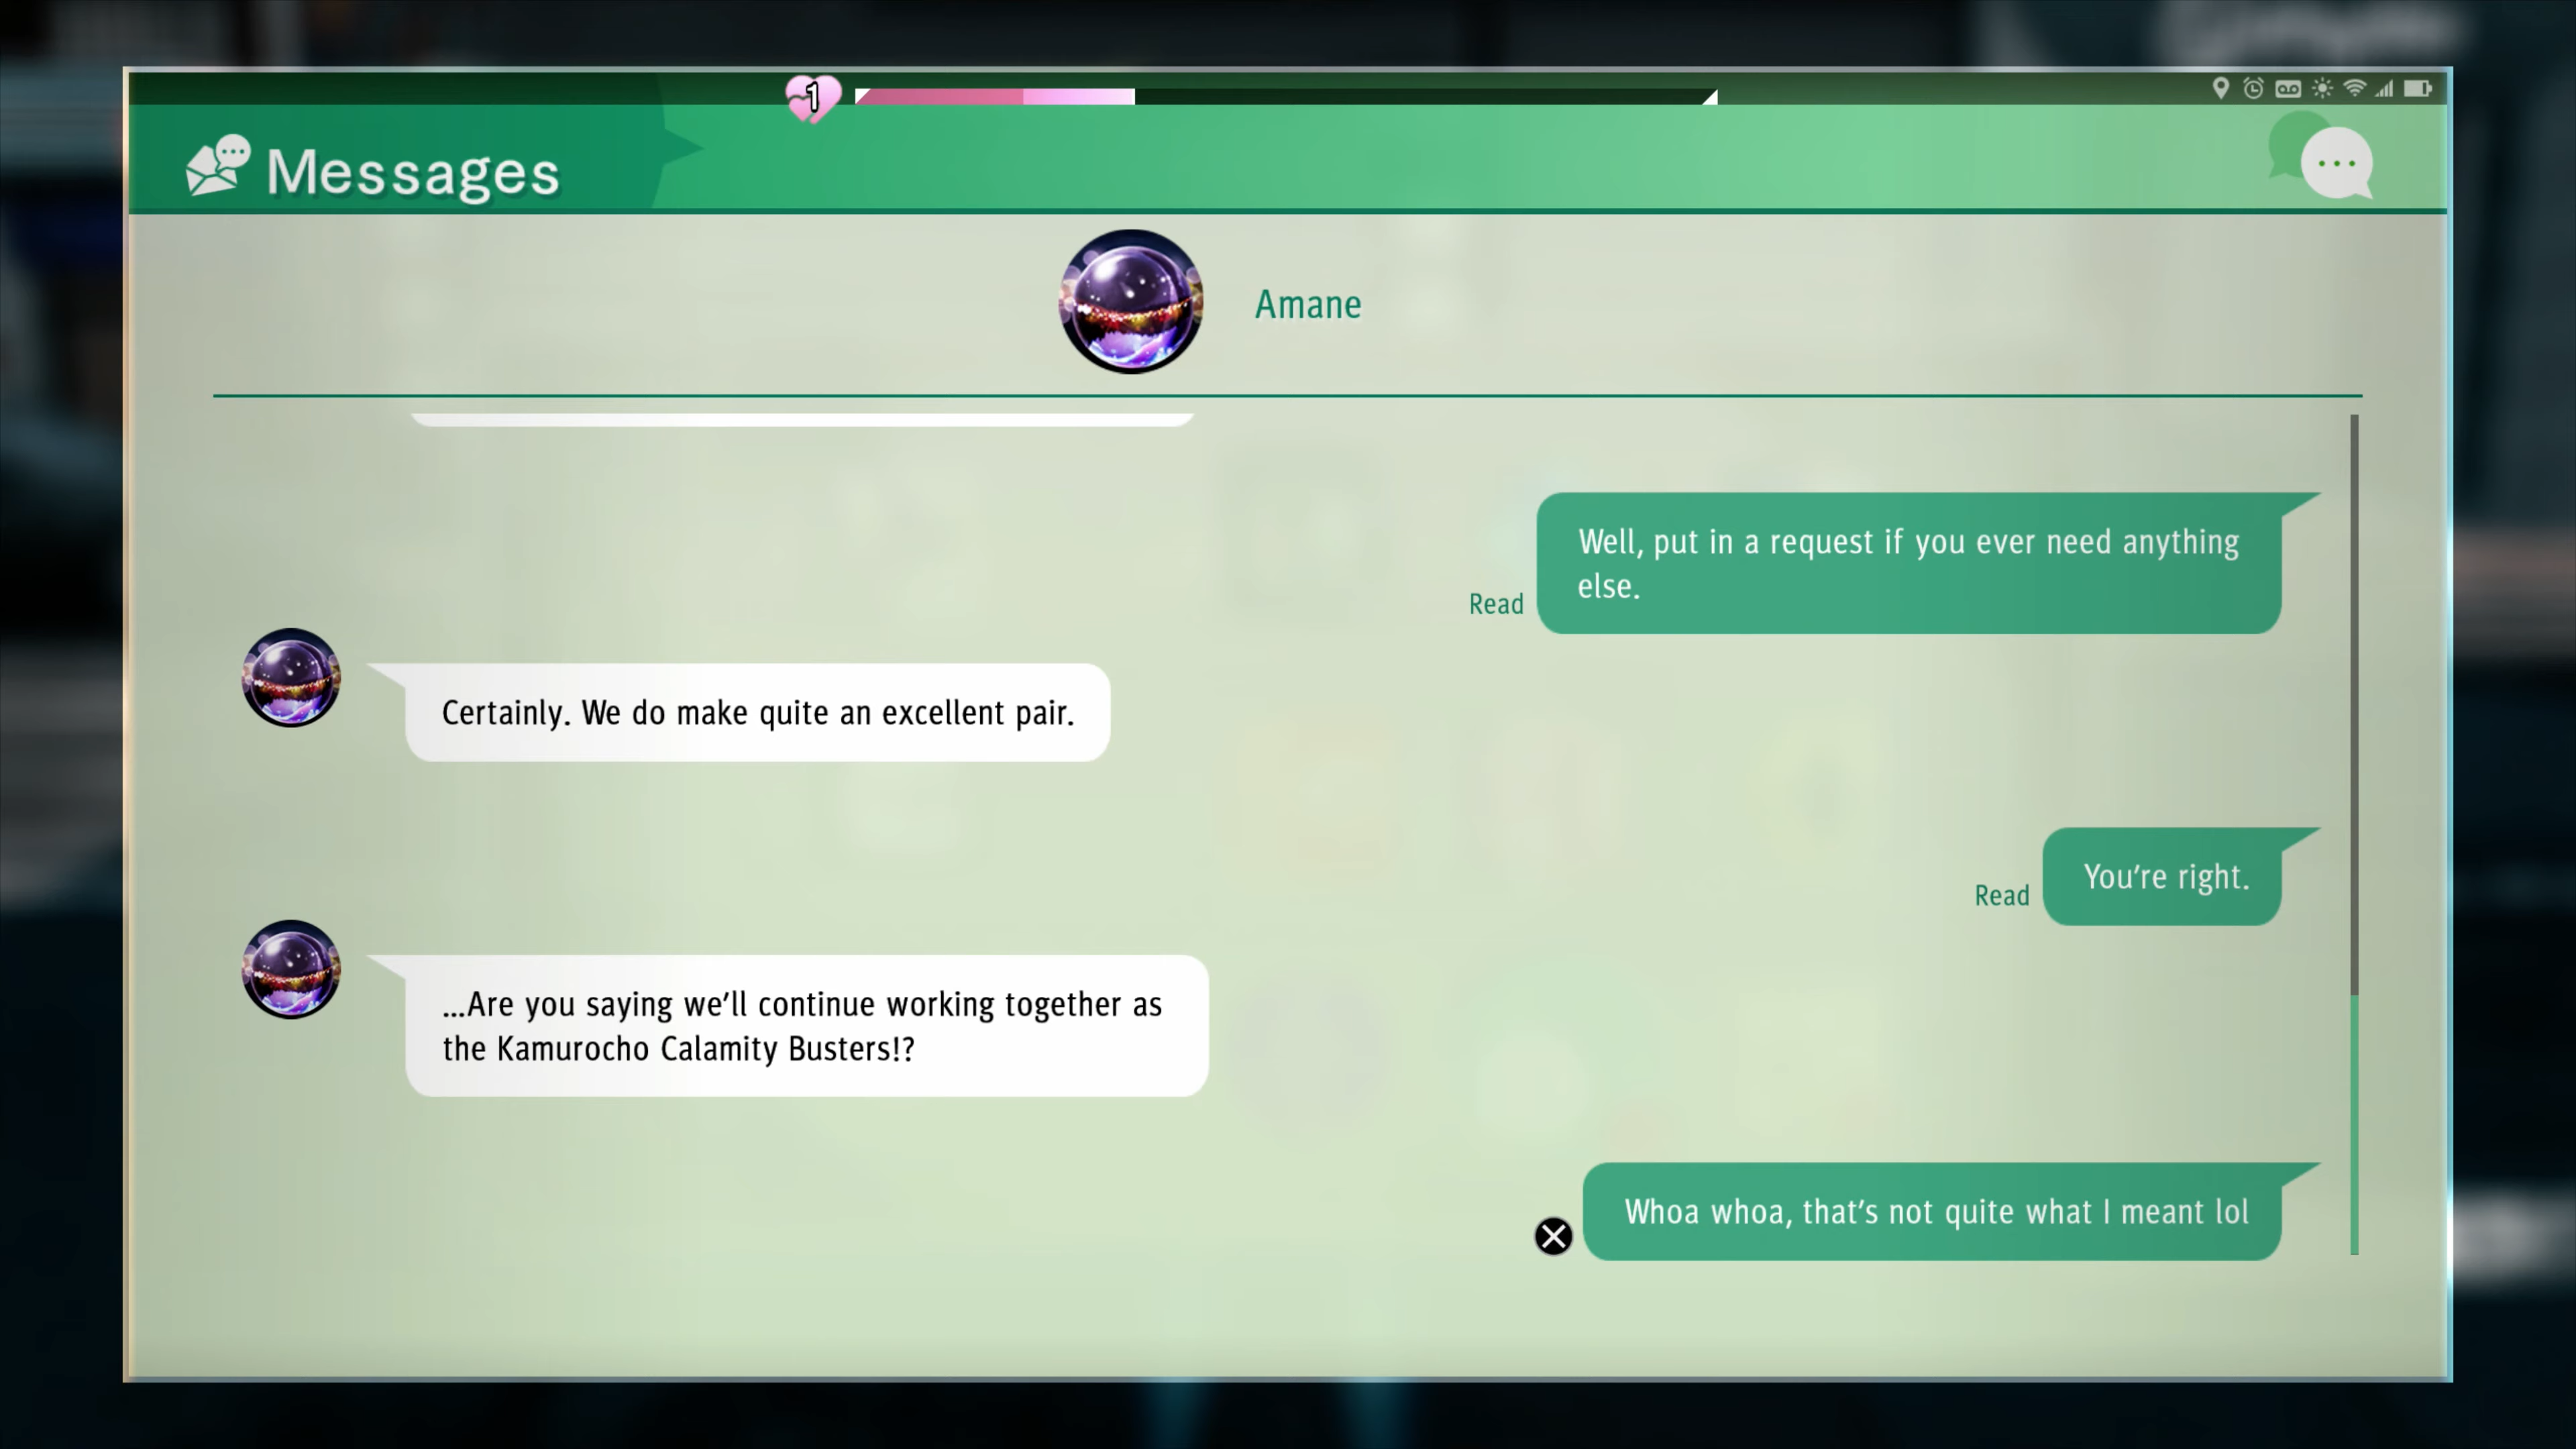 1
Messages
Amane
Well, put in a request if you ever need anything
else.
Read
Certainly. We do make quite an excellent pair.
You're right.
Read
...Are you saying we'll continue working together as
the Kamurocho Calamity Busters!?
Whoa whoa, that's not quite what I meant lol